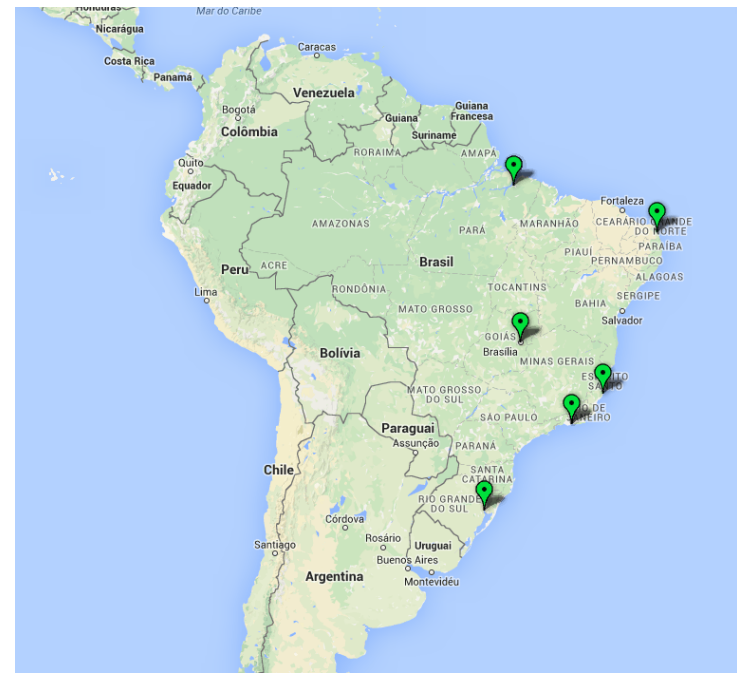 Honduras
Mar do Caribe
Nicarágua
Costa Rica
Panamá
Caracas
Venezuela
Bogotá
Colômbia
Guiana
Suriname
Guiana
Francesa
RORAIMA
AMAPÁ
Quito
Equador
AMAZONAS
PARÁ
MARANHÃO
Fortaleza
CEARÁ
RIO GRANDE
DO NORTE
PARAÍBA
PIAUÍ
PERNAMBUCO
ALAGOAS
SERGIPE
Brasil
Peru
ACRE
Lima
RONDÔNIA
TOCANTINS
MATO GROSSO
BAHIA
Salvador
GOIÁS
Brasília
Bolívia
MINAS GERAIS
ESPÍRITO
SANTO
MATO GROSSO
DO SUL
SÃO PAULO
RIO DE
JANEIRO
Paraguai
Assunção
PARANÁ
Chile
SANTA
CATARINA
RIO GRANDE
DO SUL
Córdova
Santiago
Rosário
Uruguai
Buenos Aires
Montevidéu
Argentina